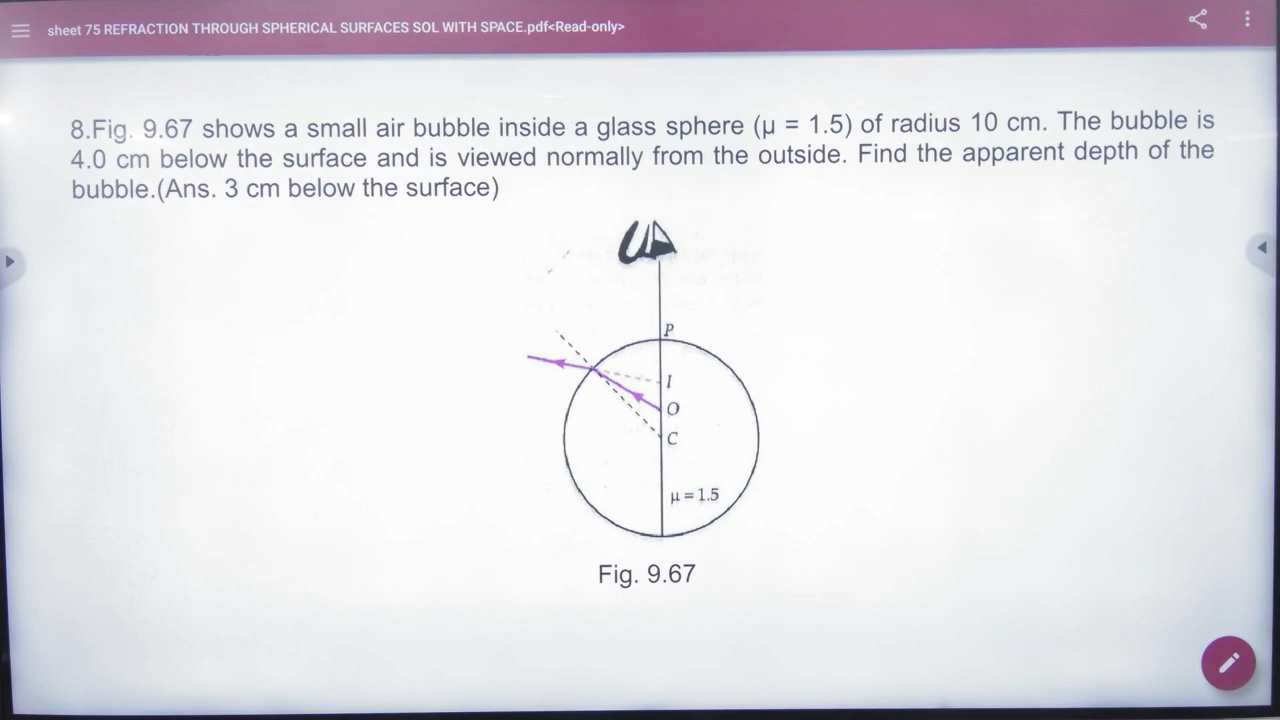 sheet 75 REFRACTION THROUGH SPHERICAL SURFACES SOL WITH SPACE.pdf<Read-only>
8.Fig. 9.67 shows a small air bubble inside a glass sphere (μ = 1.5) of radius 10 cm. The bubble is
4.0 cm below the surface and is viewed normally from the outside. Find the apparent depth of the
bubble.(Ans. 3 cm below the surface)
P
I
O
C
μ = 1.5
Fig. 9.67